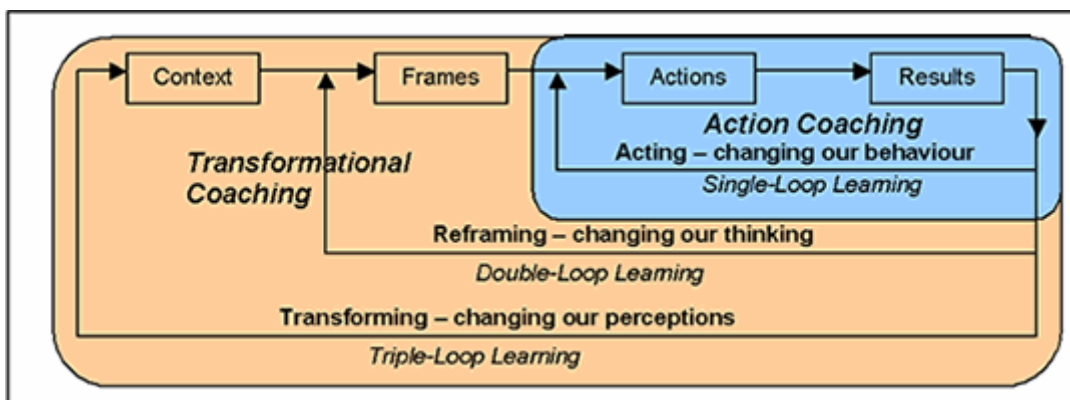 Context
Frames
Actions
Results
Action Coaching
Transformational
Coaching
Acting – changing our behaviour
Single-Loop Learning
Reframing – changing our thinking
Double-Loop Learning
Transforming – changing our perceptions
Triple-Loop Learning